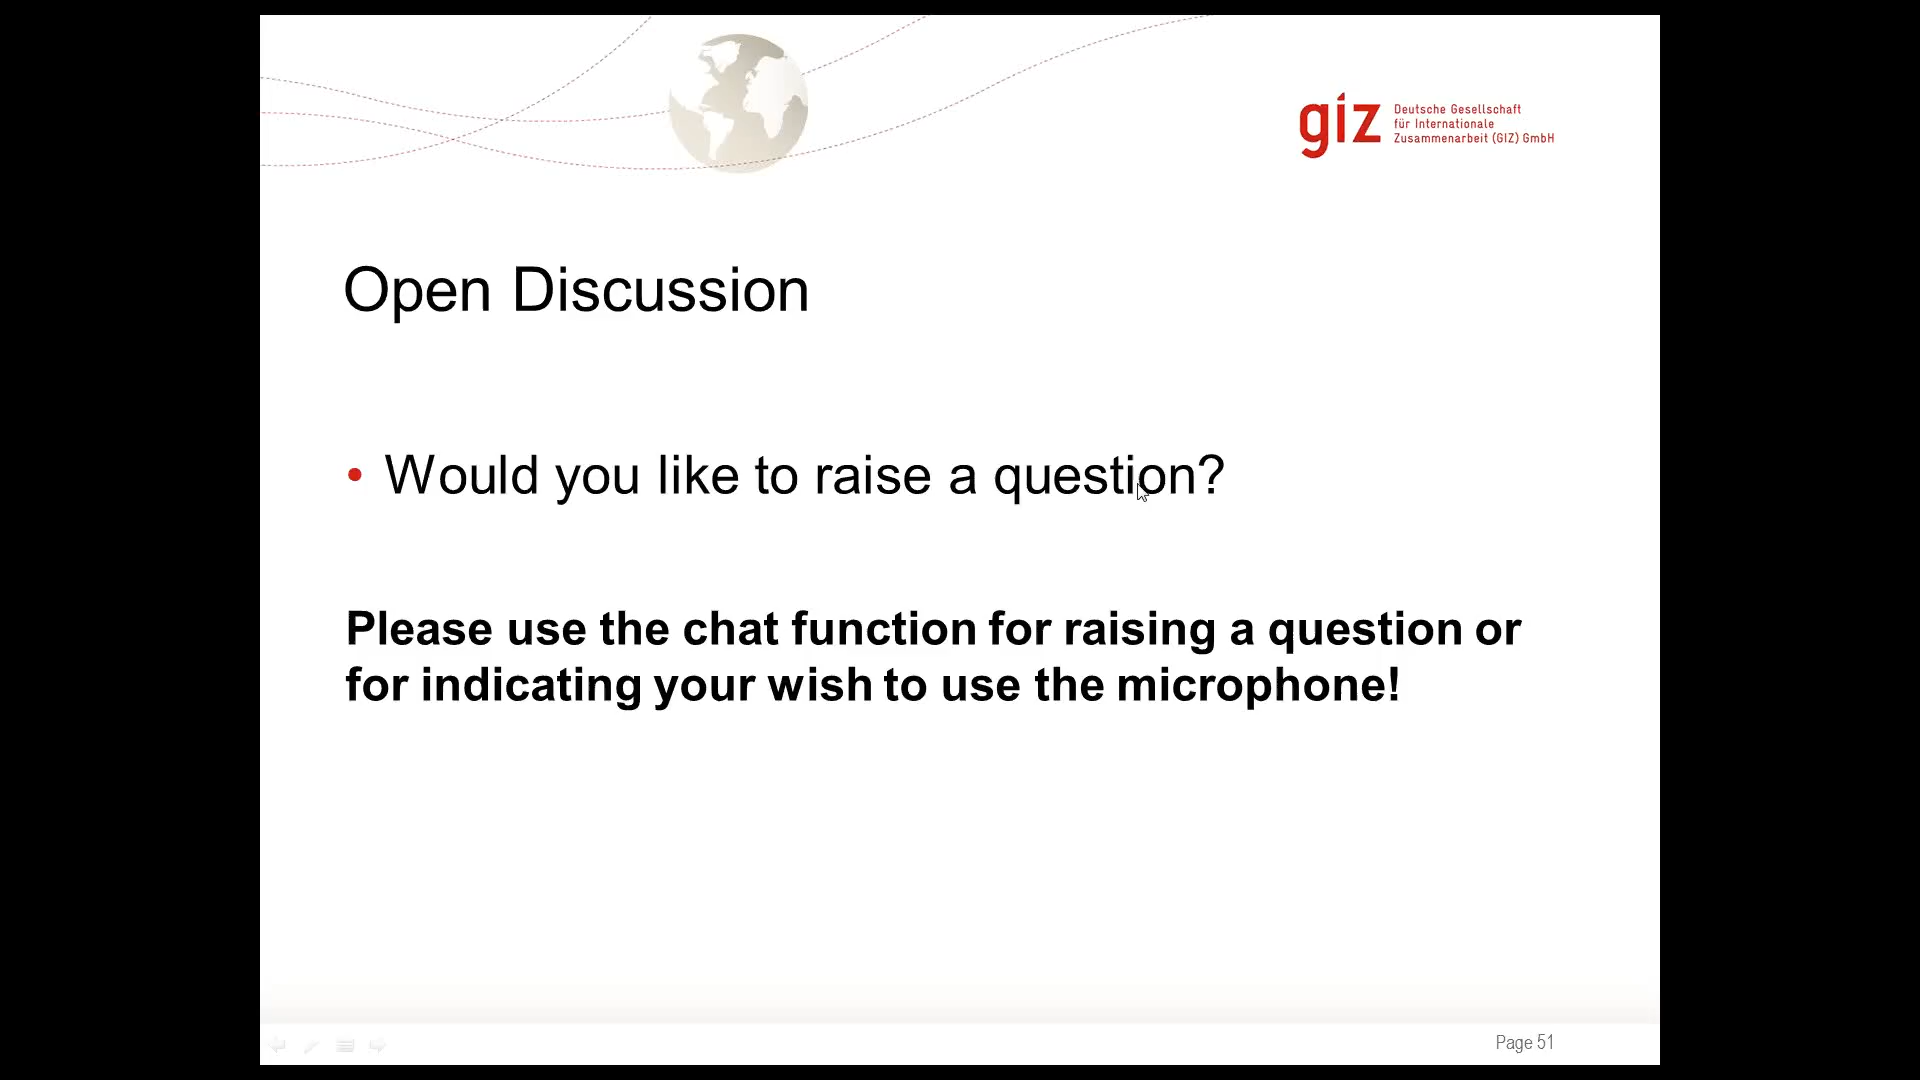 giz
Deutsche Gesellschaft
für Internationale
Zusammenarbeit (GIZ) GmbH
Open Discussion
• Would you like to raise a question?
Please use the chat function for raising a question or
for indicating your wish to use the microphone!
Page 51